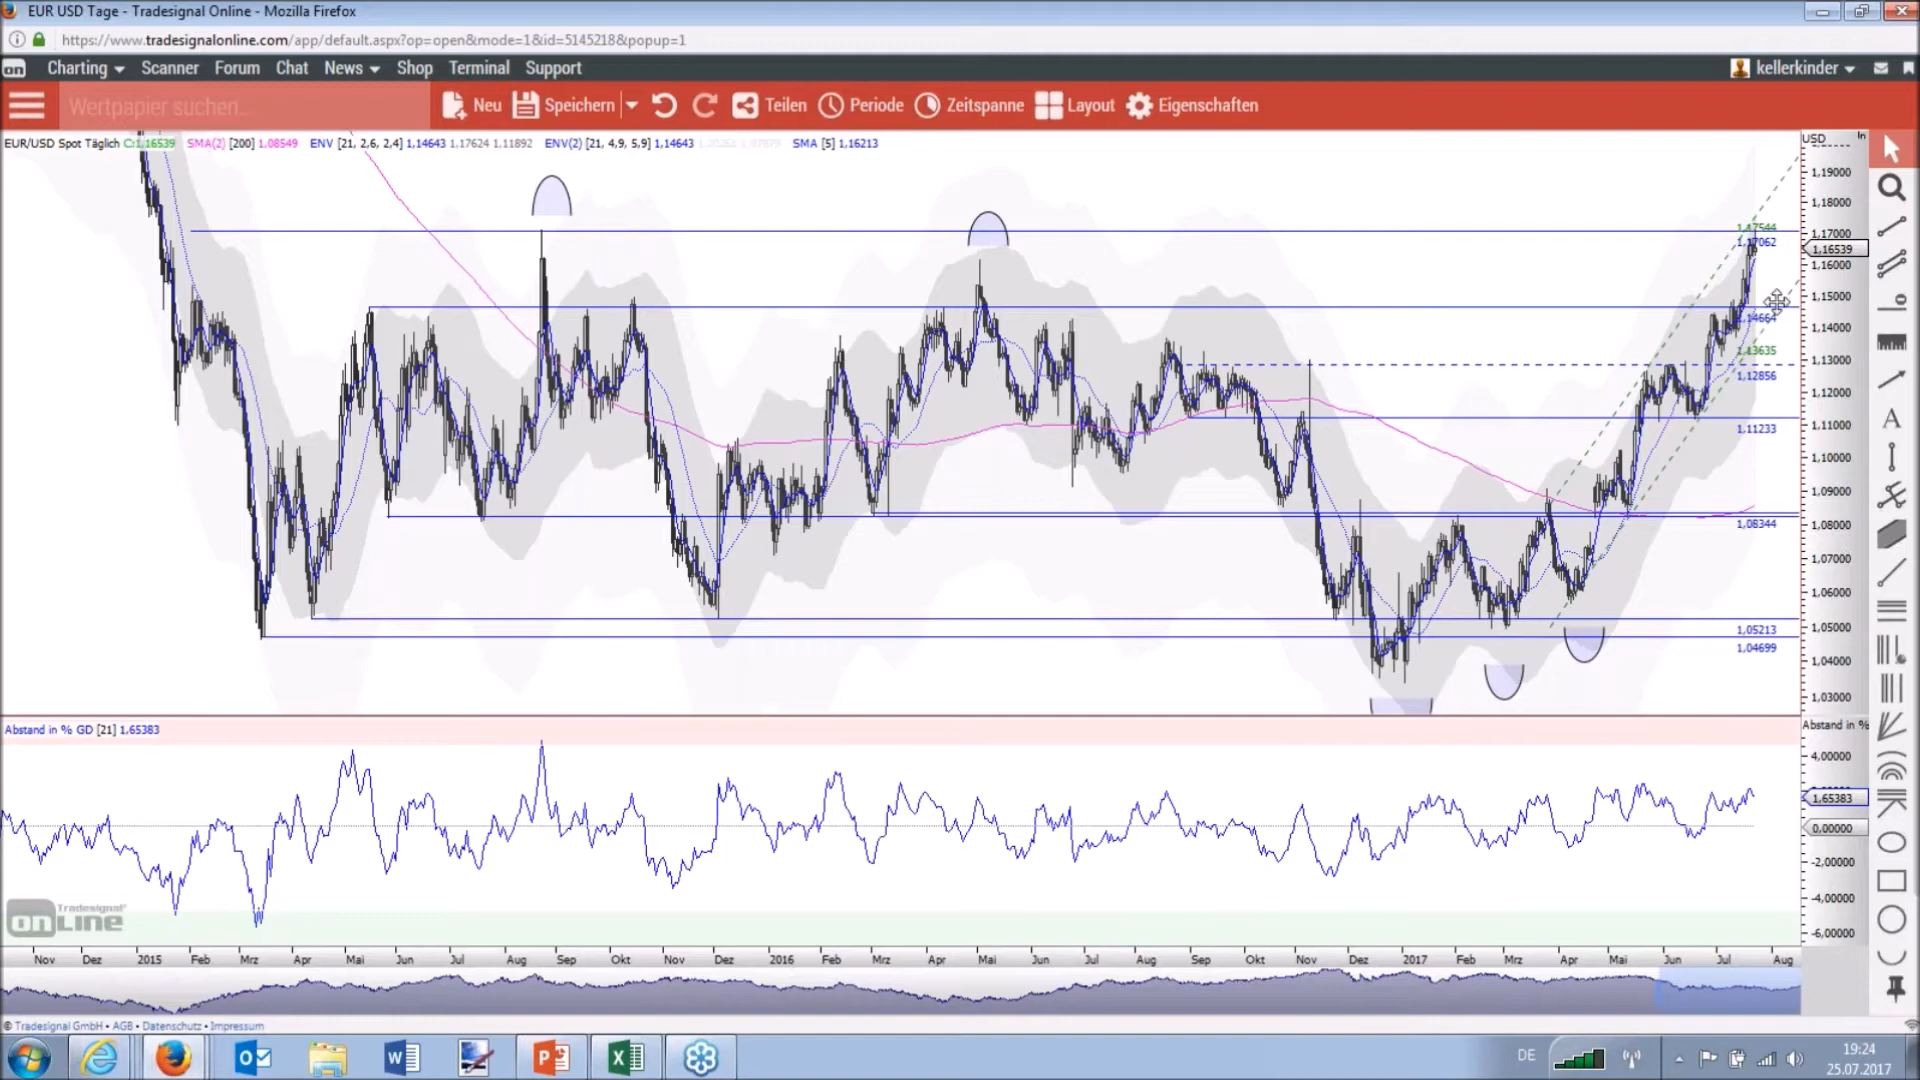 EUR USD Tage - Tradesignal Online - Mozilla Firefox
https://www.tradesignalonline.com/app/default.aspx?op=open&mode=1&id=5145218&popup=1
on Charting Scanner Forum Chat News Shop Terminal Support kellerkinder
Wertpapier suchen... Neu Speichern Teilen Periode Zeitspanne Layout Eigenschaften
EUR/USD Spot Täglich C:1,16539 SMA(2) [200] 1,08549 ENV [21, 2,6, 2,4] 1,14643 1,17624 1,11892 ENV(2) [21, 4,9, 5,9] 1,14643 SMA [5] 1,16213
USD ln
1,19000
1,18000
1,17544
1,17000
1,17062
1,16539
1,16000
1,15000
1,14664
1,14000
1,13635
1,13000
1,12856
1,12000
1,11233
1,11000
1,10000
1,09000
1,08344
1,08000
1,07000
1,06000
1,05213
1,05000
1,04699
1,04000
1,03000
Abstand in % GD [21] 1,65383
Abstand in %
4,00000
1,65383
0,00000
-2,00000
-4,00000
-6,00000
Tradesignal®
onLINE
Nov Dez 2015 Feb Mrz Apr Mai Jun Jul Aug Sep Okt Nov Dez 2016 Feb Mrz Apr Mai Jun Jul Aug Sep Okt Nov Dez 2017 Feb Mrz Apr Mai Jun Jul Aug
© Tradesignal GmbH • AGB • Datenschutz • Impressum
DE
19:24
25.07.2017